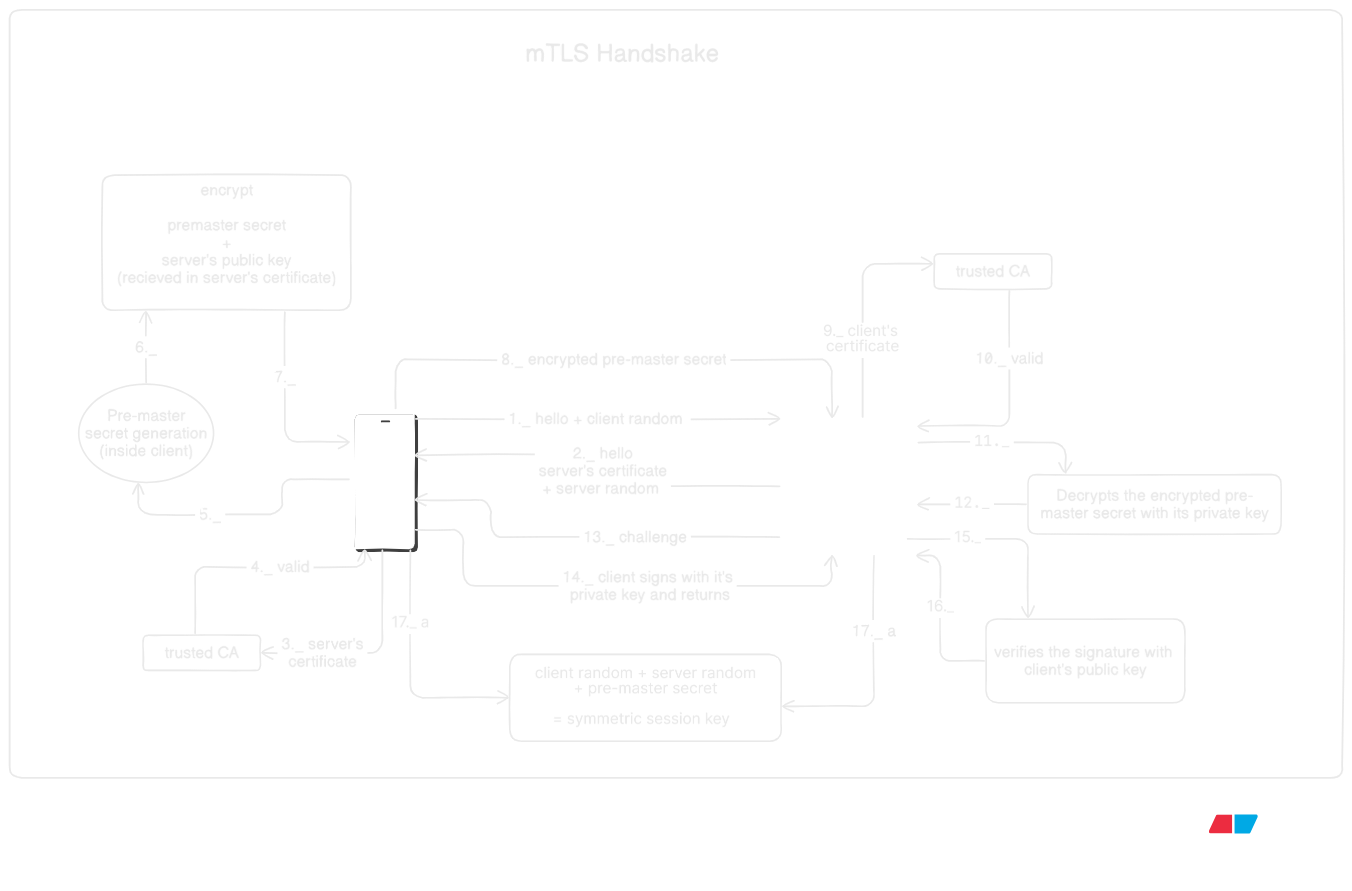 mTLS Handshake
encrypt
premaster secret
+
server's public key
(recieved in server's certificate)
trusted CA
9._ client's
certificate
10._ valid
6._
7._
8._ encrypted pre-master secret
Pre-master
secret generation
(inside client)
1._ hello + client random
11._
2._ hello
server's certificate
+ server random
Decrypts the encrypted pre-
master secret with its private key
12._
5._
13._ challenge
15._
4._ valid
14._ client signs with it's
private key and returns
16._
17._ a
17._ a
3._ server's
certificate
trusted CA
verifies the signature with
client's public key
client random + server random
+ pre-master secret
= symmetric session key